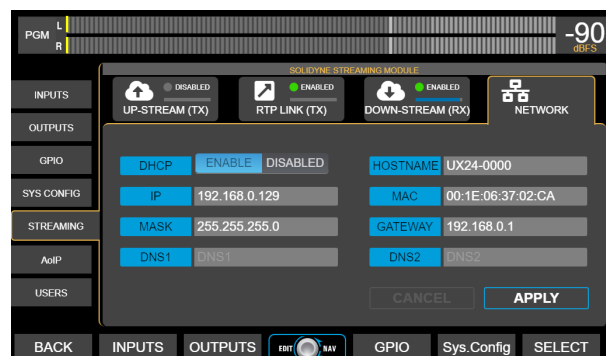 PGM
L
R
-90
dBFS
SOLIDYNE STREAMING MODULE
INPUTS
OUTPUTS
GPIO
SYS CONFIG
STREAMING
AoIP
USERS
DISABLED
UP-STREAM (TX)
ENABLED
RTP LINK (TX)
ENABLED
DOWN-STREAM (RX)
NETWORK
DHCP ENABLE DISABLED
HOSTNAME UX24-0000
IP 192.168.0.129
MAC 00:1E:06:37:02:CA
MASK 255.255.255.0
GATEWAY 192.168.0.1
DNS1 DNS1
DNS2 DNS2
CANCEL APPLY
BACK INPUTS OUTPUTS EDIT NAV GPIO Sys.Config SELECT